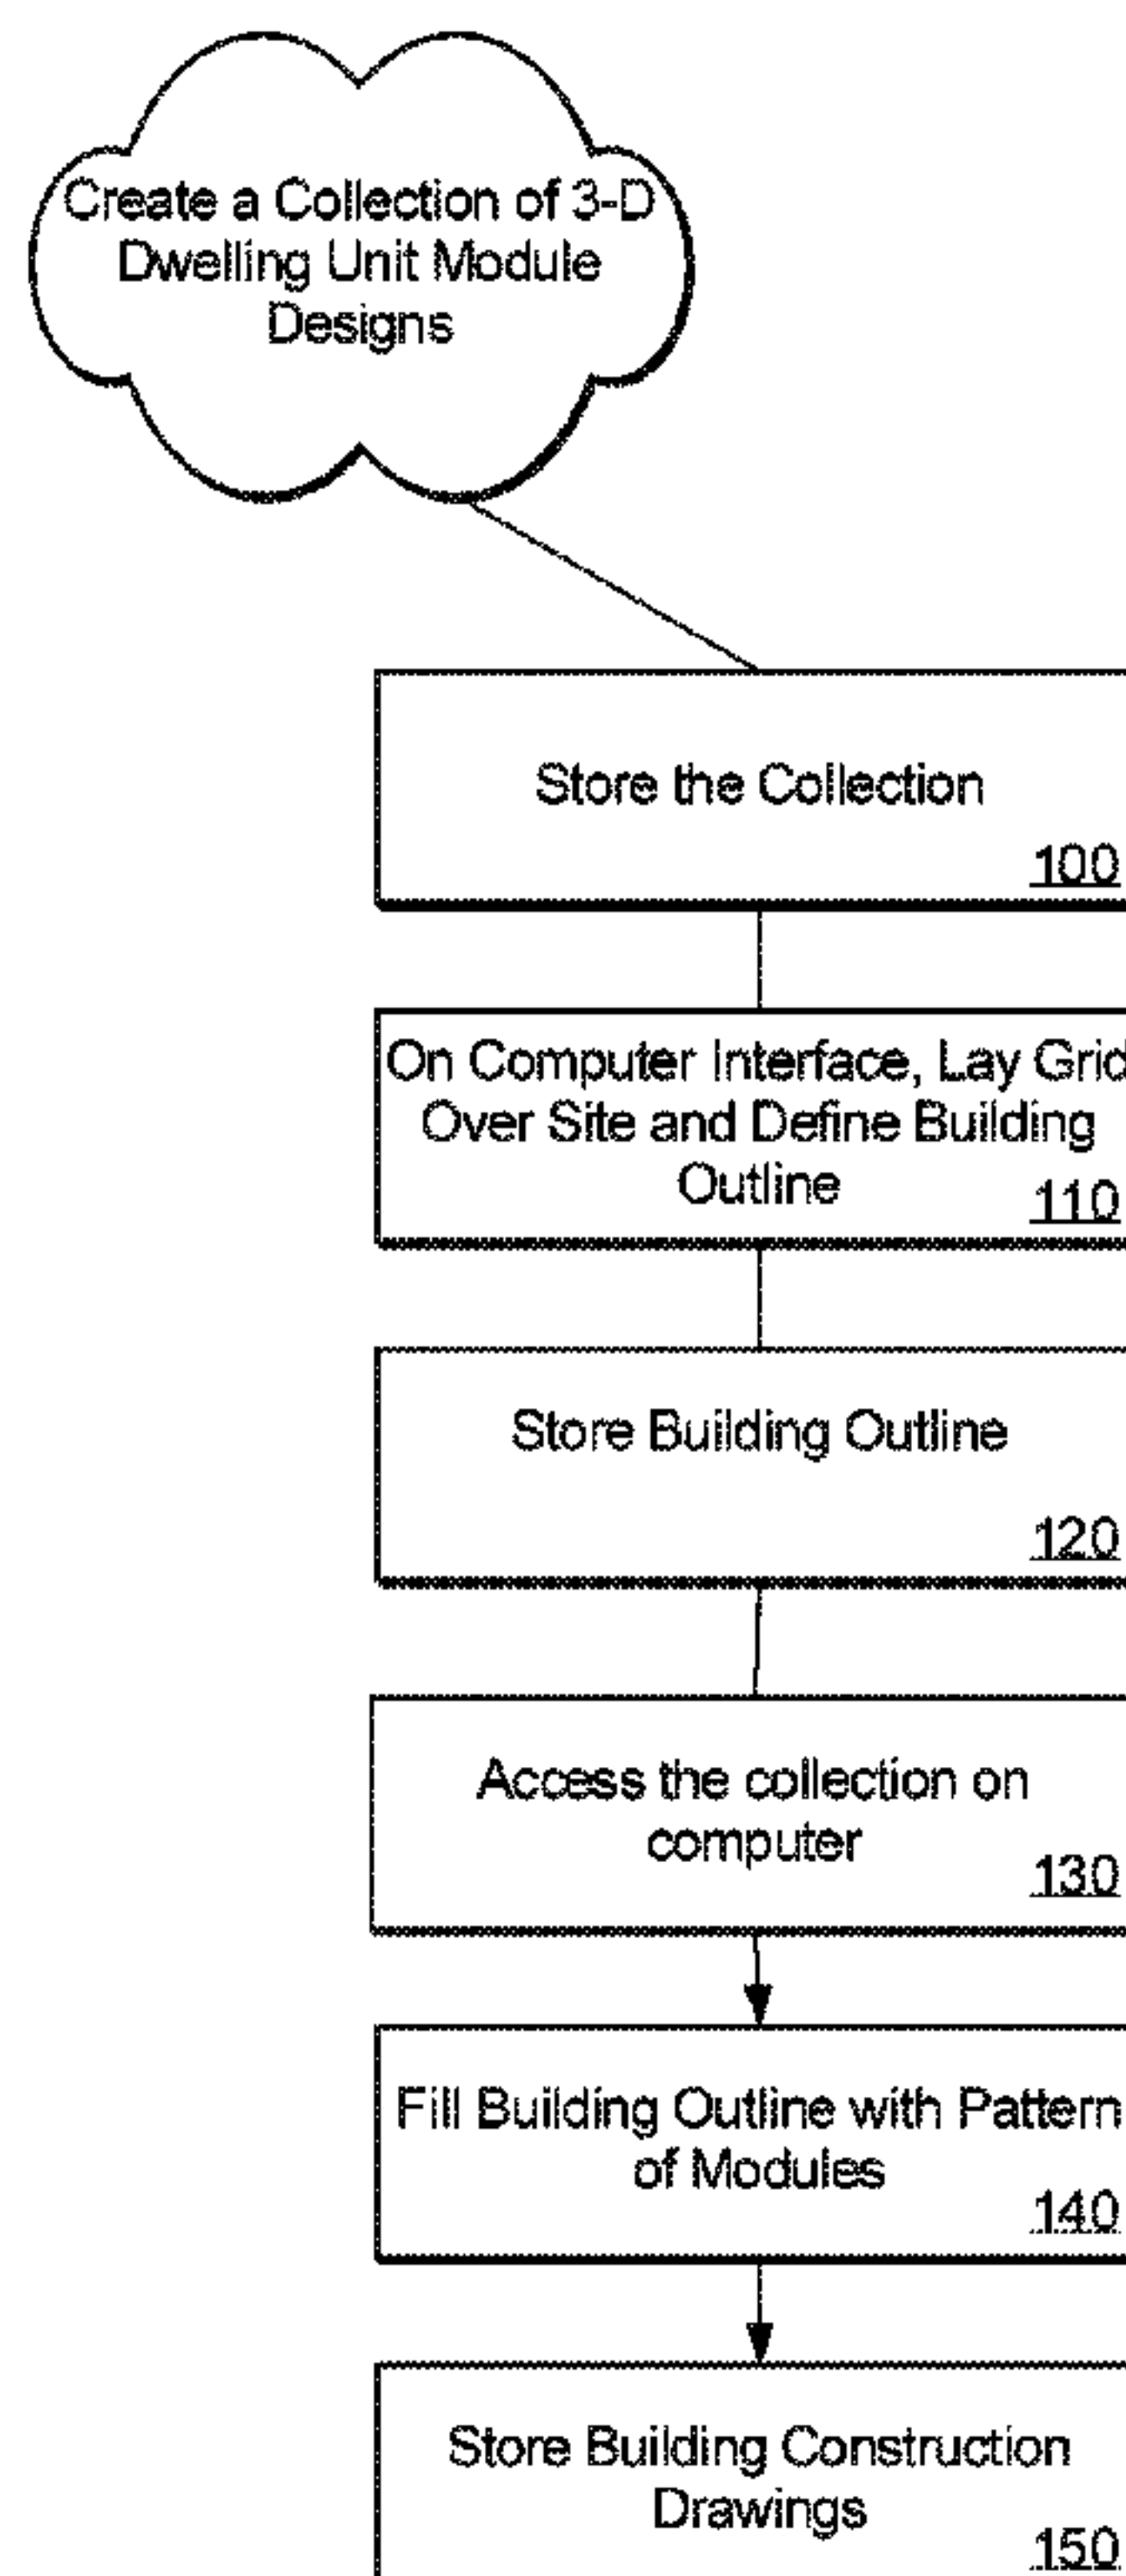 Create a Collection of 3-D
Dwelling Unit Module
Designs
Store the Collection
100
On Computer Interface, Lay Grid
Over Site and Define Building
Outline
110
Store Building Outline
120
Access the collection on
computer
130
Fill Building Outline with Pattern
of Modules
140
Store Building Construction
Drawings
150